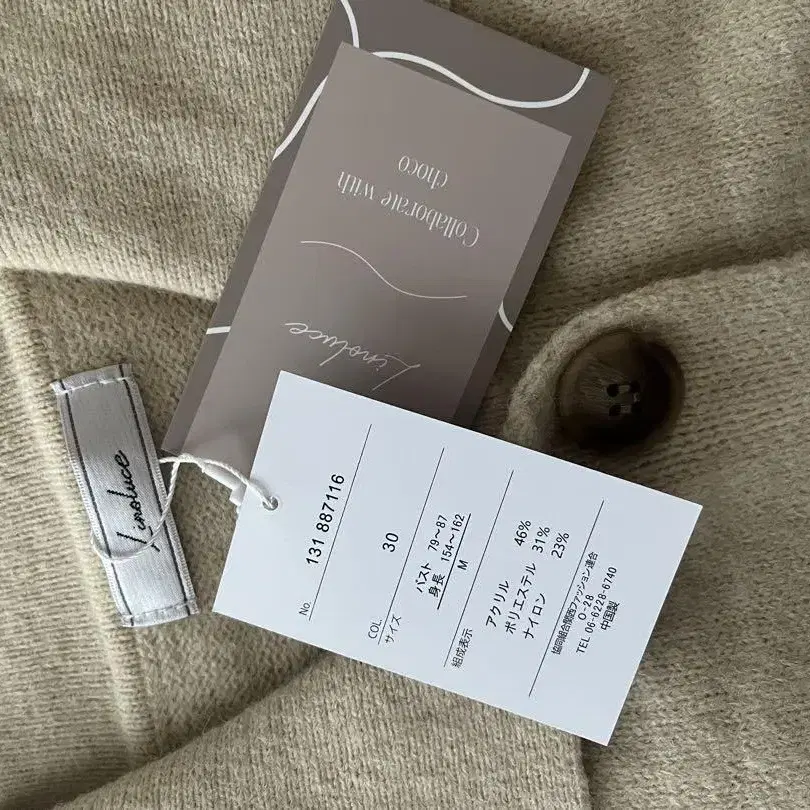 Limoluce
Collaborate with
choco
Limoluce
No. 131 887116
COL. 30
サイズ バスト 79〜87
身長 154〜162
M
組成表示
アクリル 46%
ポリエステル 31%
ナイロン 23%
協同組合関西ファッション連合
O-28
TEL.06-6228-6740
中国製